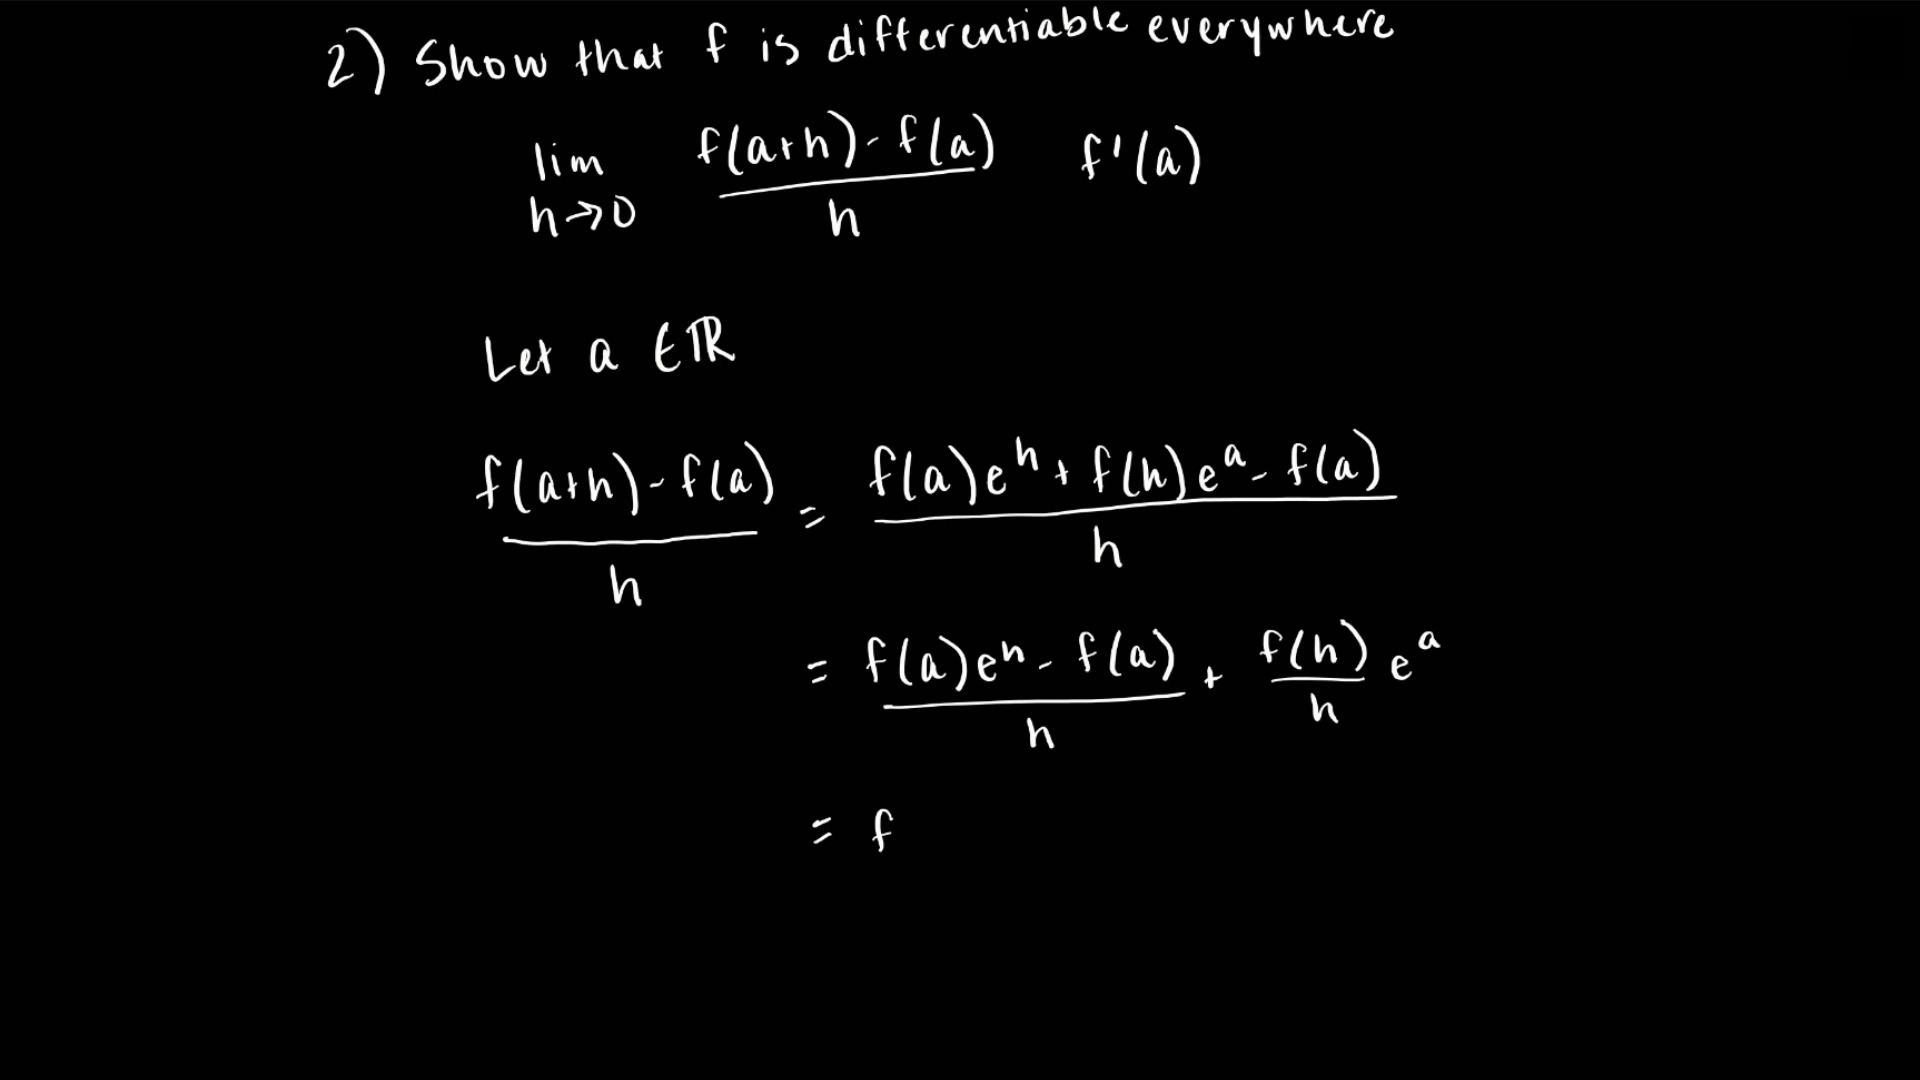 2) Show that f is differentiable everywhere
lim h→0 (f(a+h) - f(a))/h f'(a)
Let a ∈ ℝ
(f(a+h) - f(a))/h = (f(a)e^h + f(h)e^a - f(a))/h
= (f(a)e^h - f(a))/h + f(h)/h e^a
= f